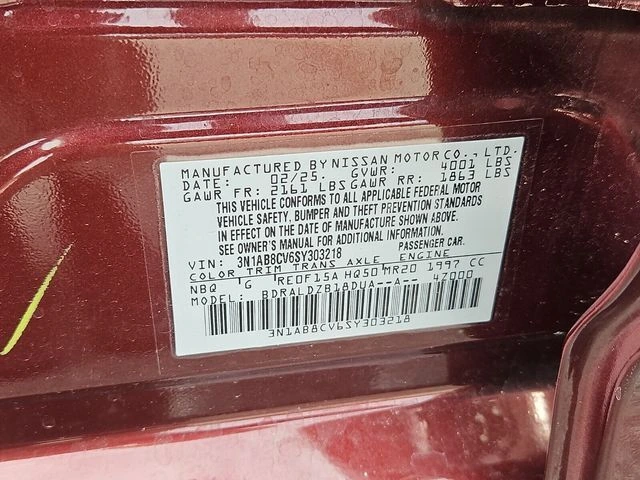 MANUFACTURED BY NISSAN MOTOR CO., LTD.
DATE: 02/25. GVWR: 4001 LBS
GAWR FR: 2161 LBS GAWR RR: 1863 LBS
THIS VEHICLE CONFORMS TO ALL APPLICABLE FEDERAL MOTOR
VEHICLE SAFETY, BUMPER AND THEFT PREVENTION STANDARDS
IN EFFECT ON THE DATE OF MANUFACTURE SHOWN ABOVE.
SEE OWNER'S MANUAL FOR ADDITIONAL INFORMATION.
VIN: 3N1AB8CV6SY303218 PASSENGER CAR.
COLOR TRIM TRANS AXLE ENGINE
NBQ G RE0F15A HQ50 MR20 1997 CC
MODEL: BDRALDZB18DUA--A-- 47000
3N1AB8CV6SY303218